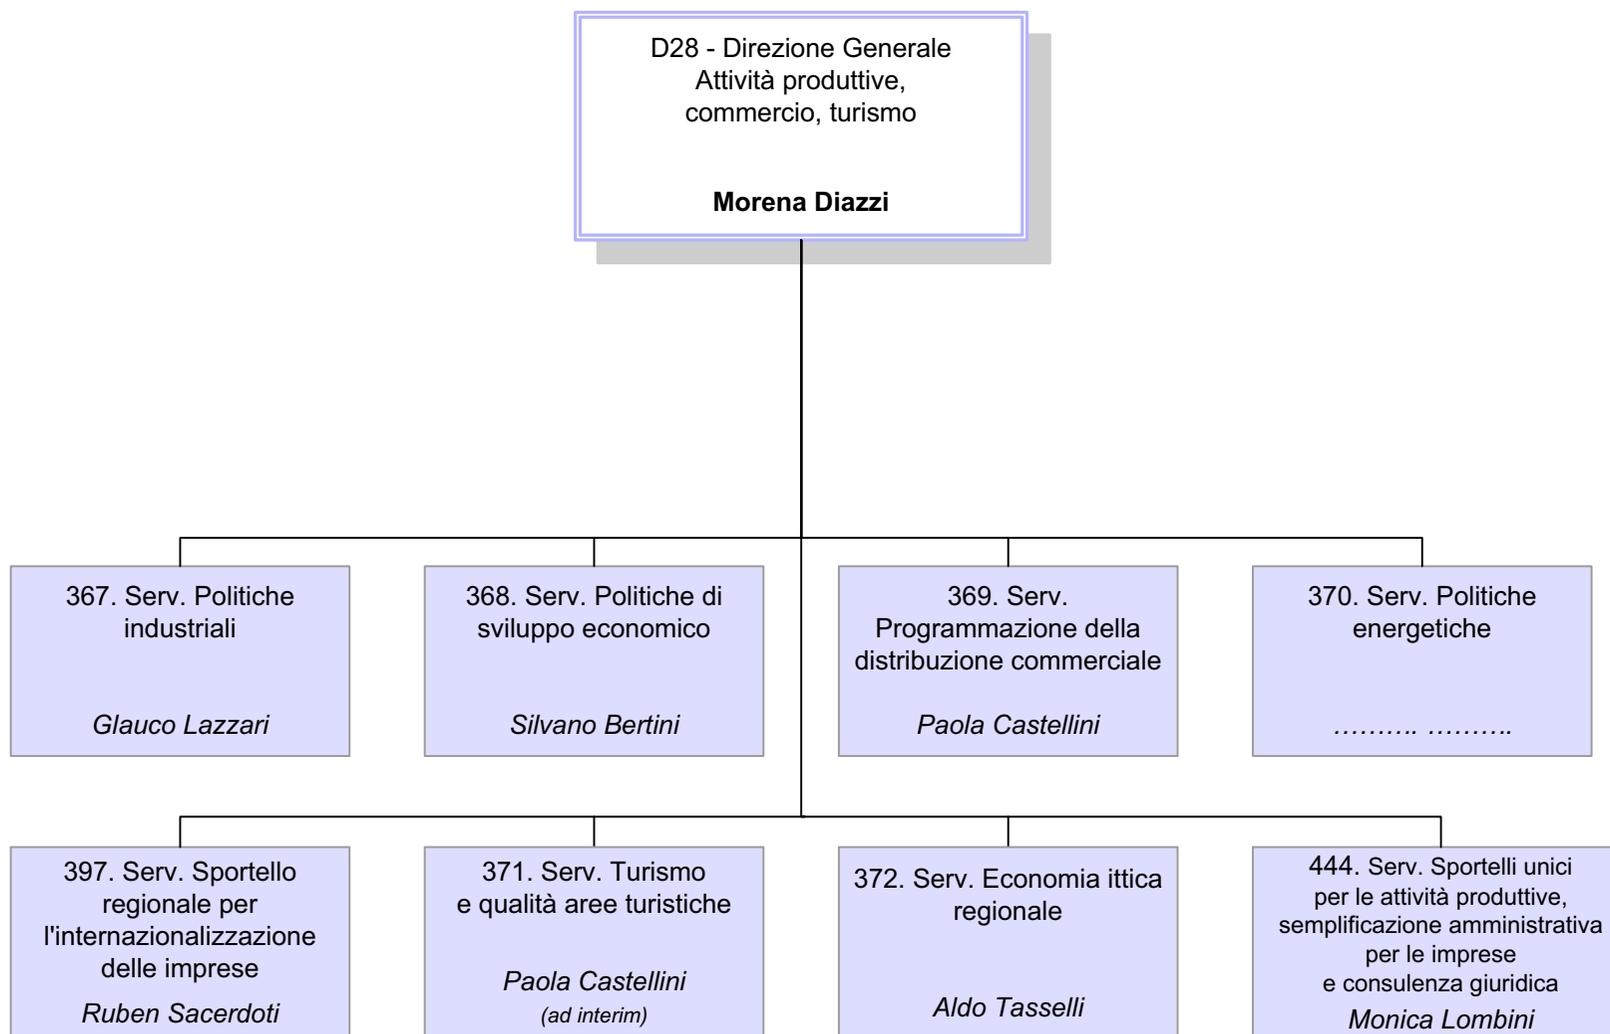 D28 - Direzione Generale
Attività produttive,
commercio, turismo
Morena Diazzi
367. Serv. Politiche
industriali
Glauco Lazzari
368. Serv. Politiche di
sviluppo economico
Silvano Bertini
369. Serv.
Programmazione della
distribuzione commerciale
Paola Castellini
370. Serv. Politiche
energetiche
………. ……….
397. Serv. Sportello
regionale per
l'internazionalizzazione
delle imprese
Ruben Sacerdoti
371. Serv. Turismo
e qualità aree turistiche
Paola Castellini
(ad interim)
372. Serv. Economia ittica
regionale
Aldo Tasselli
444. Serv. Sportelli unici
per le attività produttive,
semplificazione amministrativa
per le imprese
e consulenza giuridica
Monica Lombini